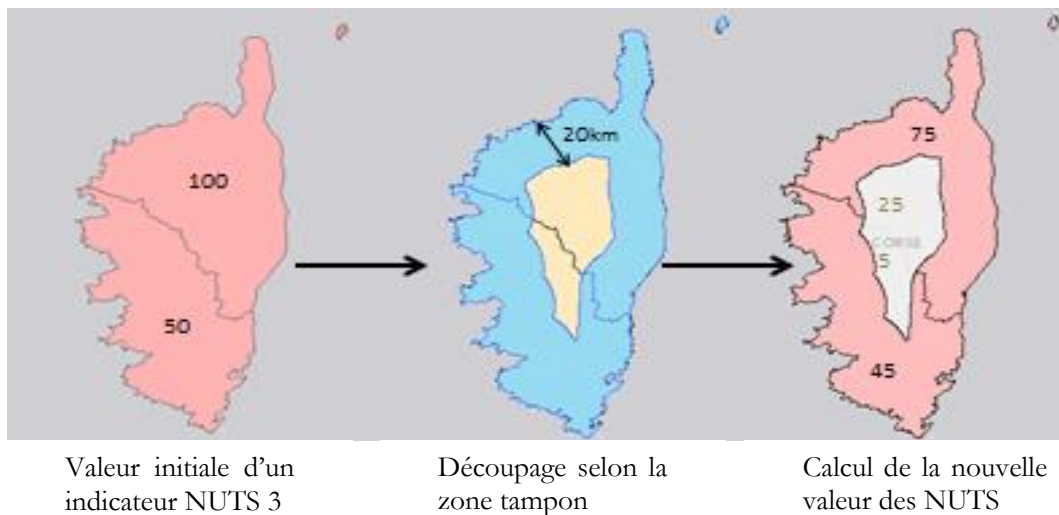 100
50
20km
75
25
CORSE
5
45
Valeur initiale d'un
indicateur NUTS 3
Découpage selon la
zone tampon
Calcul de la nouvelle
valeur des NUTS